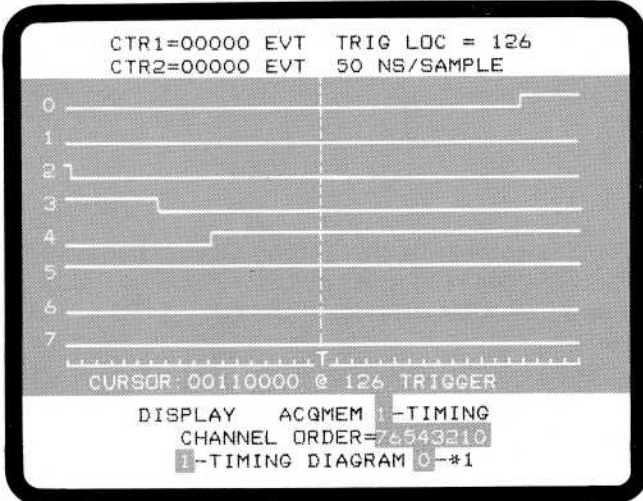 CTR1=00000 EVT TRIG LOC = 126
CTR2=00000 EVT 50 NS/SAMPLE
0
1
2
3
4
5
6
7
T
CURSOR:00110000 @ 126 TRIGGER
DISPLAY ACQMEM 1-TIMING
CHANNEL ORDER=76543210
1-TIMING DIAGRAM 0-*1